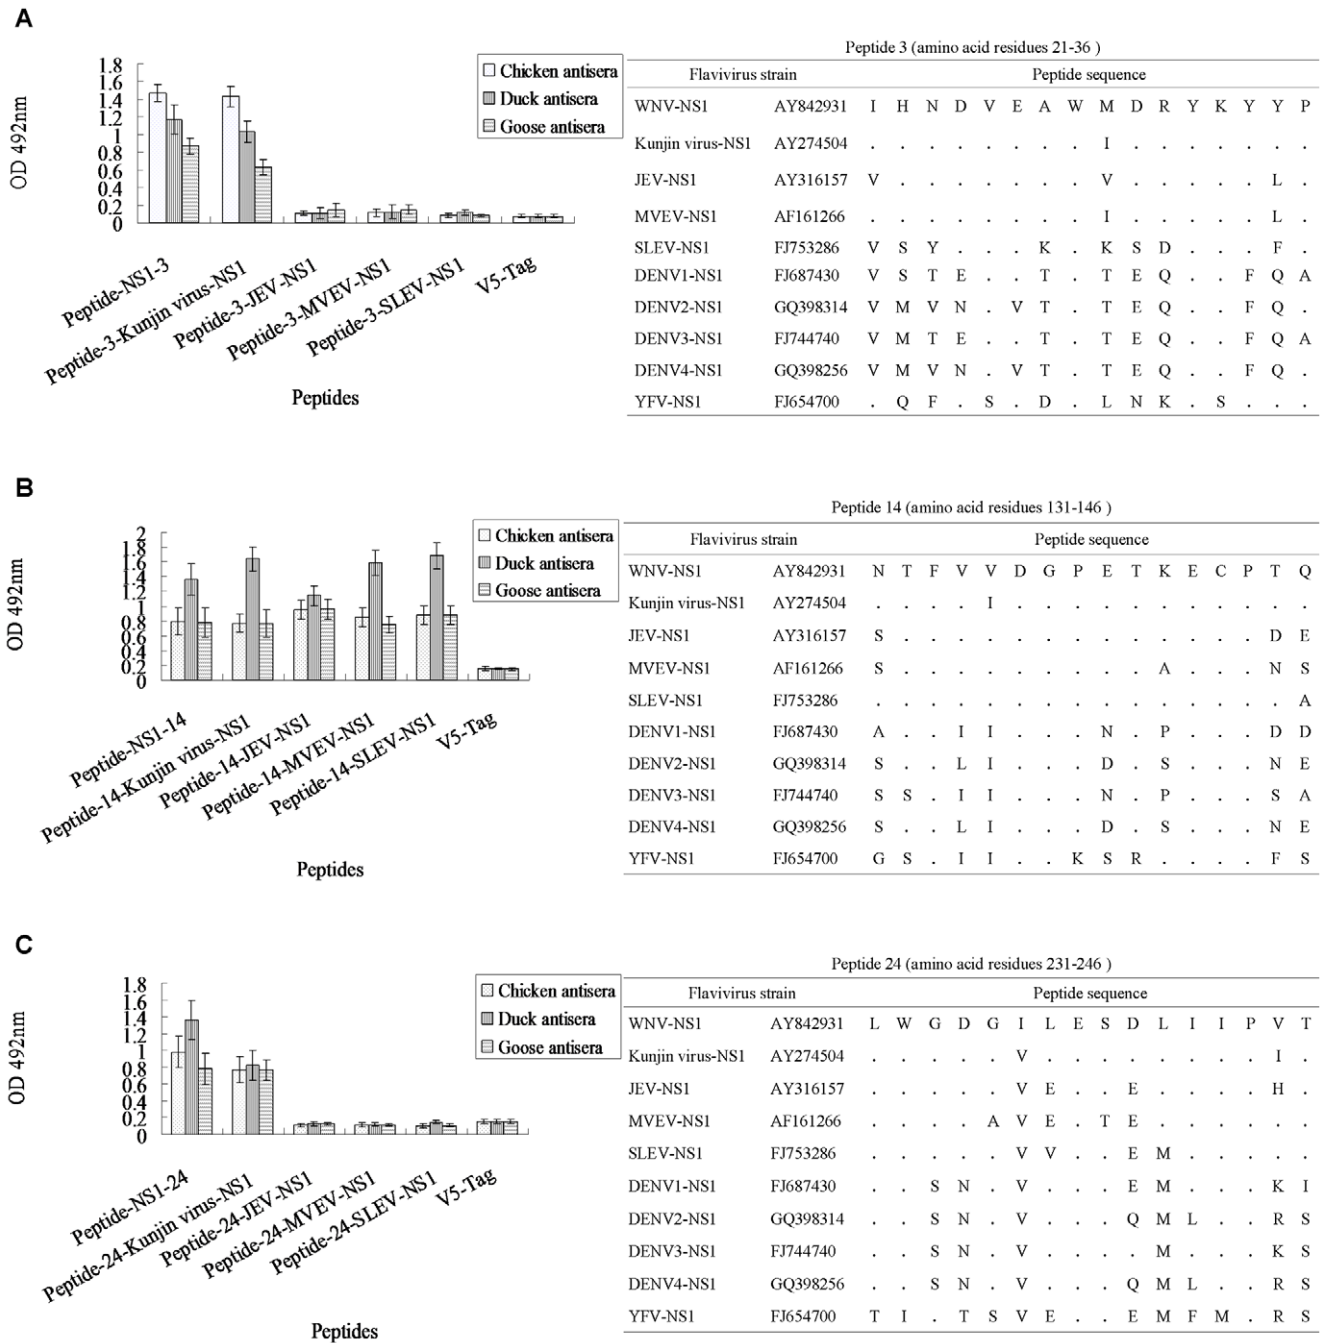 A
Peptide 3 (amino acid residues 21-36 )
Flavivirus strain Peptide sequence
WNV-NS1 AY842931 I H N D V E A W M D R Y K Y Y P
Kunjin virus-NS1 AY274504 . . . . . . . . I . . . . . . .
JEV-NS1 AY316157 V . . . . . . . V . . . . . L .
MVEV-NS1 AF161266 . . . . . . . . I . . . . . L .
SLEV-NS1 FJ753286 V S Y . . . K . K S D . . . F .
DENV1-NS1 FJ687430 V S T E . . T . T E Q . . F Q A
DENV2-NS1 GQ398314 V M V N . V T . T E Q . . F Q .
DENV3-NS1 FJ744740 V M T E . . T . T E Q . . F Q A
DENV4-NS1 GQ398256 V M V N . V T . T E Q . . F Q .
YFV-NS1 FJ654700 . Q F . S . D . L N K . S . . .
OD 492nm
1.8
1.6
1.4
1.2
1
0.8
0.6
0.4
0.2
0
Chicken antisera
Duck antisera
Goose antisera
Peptide-NS1-3
Peptide-3-Kunjin virus-NS1
Peptide-3-JEV-NS1
Peptide-3-MVEV-NS1
Peptide-3-SLEV-NS1
V5-Tag
Peptides
B
Peptide 14 (amino acid residues 131-146 )
Flavivirus strain Peptide sequence
WNV-NS1 AY842931 N T F V V D G P E T K E C P T Q
Kunjin virus-NS1 AY274504 . . . . I . . . . . . . . . . .
JEV-NS1 AY316157 S . . . . . . . . . . . . . D E
MVEV-NS1 AF161266 S . . . . . . . . . A . . . N S
SLEV-NS1 FJ753286 . . . . . . . . . . . . . . . A
DENV1-NS1 FJ687430 A . . I I . . . N . P . . . D D
DENV2-NS1 GQ398314 S . . L I . . . D . S . . . N E
DENV3-NS1 FJ744740 S S . I I . . . N . P . . . S A
DENV4-NS1 GQ398256 S . . L I . . . D . S . . . N E
YFV-NS1 FJ654700 G S . I I . . K S R . . . . F S
OD 492nm
2
1.8
1.6
1.4
1.2
1
0.8
0.6
0.4
0.2
0
Chicken antisera
Duck antisera
Goose antisera
Peptide-NS1-14
Peptide-14-Kunjin virus-NS1
Peptide-14-JEV-NS1
Peptide-14-MVEV-NS1
Peptide-14-SLEV-NS1
V5-Tag
Peptides
C
Peptide 24 (amino acid residues 231-246 )
Flavivirus strain Peptide sequence
WNV-NS1 AY842931 L W G D G I L E S D L I I P V T
Kunjin virus-NS1 AY274504 . . . . . V . . . . . . . . I .
JEV-NS1 AY316157 . . . . . V E . . E . . . . H .
MVEV-NS1 AF161266 . . . . A V E . T E . . . . . .
SLEV-NS1 FJ753286 . . . . . V V . . E M . . . . .
DENV1-NS1 FJ687430 . . S N . V . . . E M . . . K I
DENV2-NS1 GQ398314 . . S N . V . . . Q M L . . R S
DENV3-NS1 FJ744740 . . S N . V . . . . M . . . K S
DENV4-NS1 GQ398256 . . S N . V . . . Q M L . . R S
YFV-NS1 FJ654700 T I . T S V E . . E M F M . R S
OD 492nm
1.8
1.6
1.4
1.2
1
0.8
0.6
0.4
0.2
0
Chicken antisera
Duck antisera
Goose antisera
Peptide-NS1-24
Peptide-24-Kunjin virus-NS1
Peptide-24-JEV-NS1
Peptide-24-MVEV-NS1
Peptide-24-SLEV-NS1
V5-Tag
Peptides